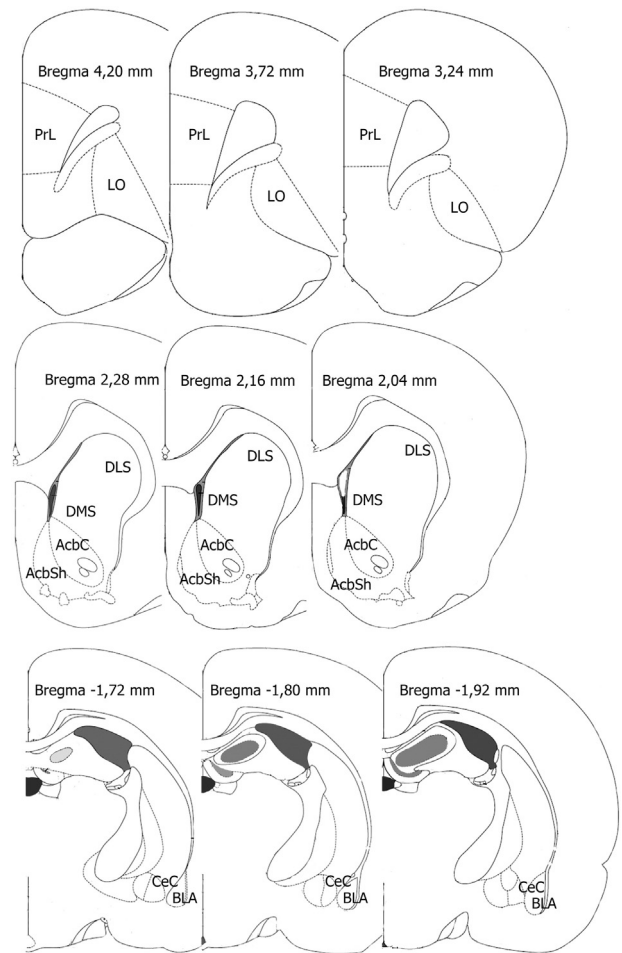 Bregma 4,20 mm
Bregma 3,72 mm
Bregma 3,24 mm
PrL
PrL
PrL
LO
LO
LO
Bregma 2,28 mm
Bregma 2,16 mm
Bregma 2,04 mm
DLS
DLS
DLS
DMS
DMS
DMS
AcbC
AcbC
AcbC
AcbSh
AcbSh
AcbSh
Bregma -1,72 mm
Bregma -1,80 mm
Bregma -1,92 mm
CeC
CeC
CeC
BLA
BLA
BLA